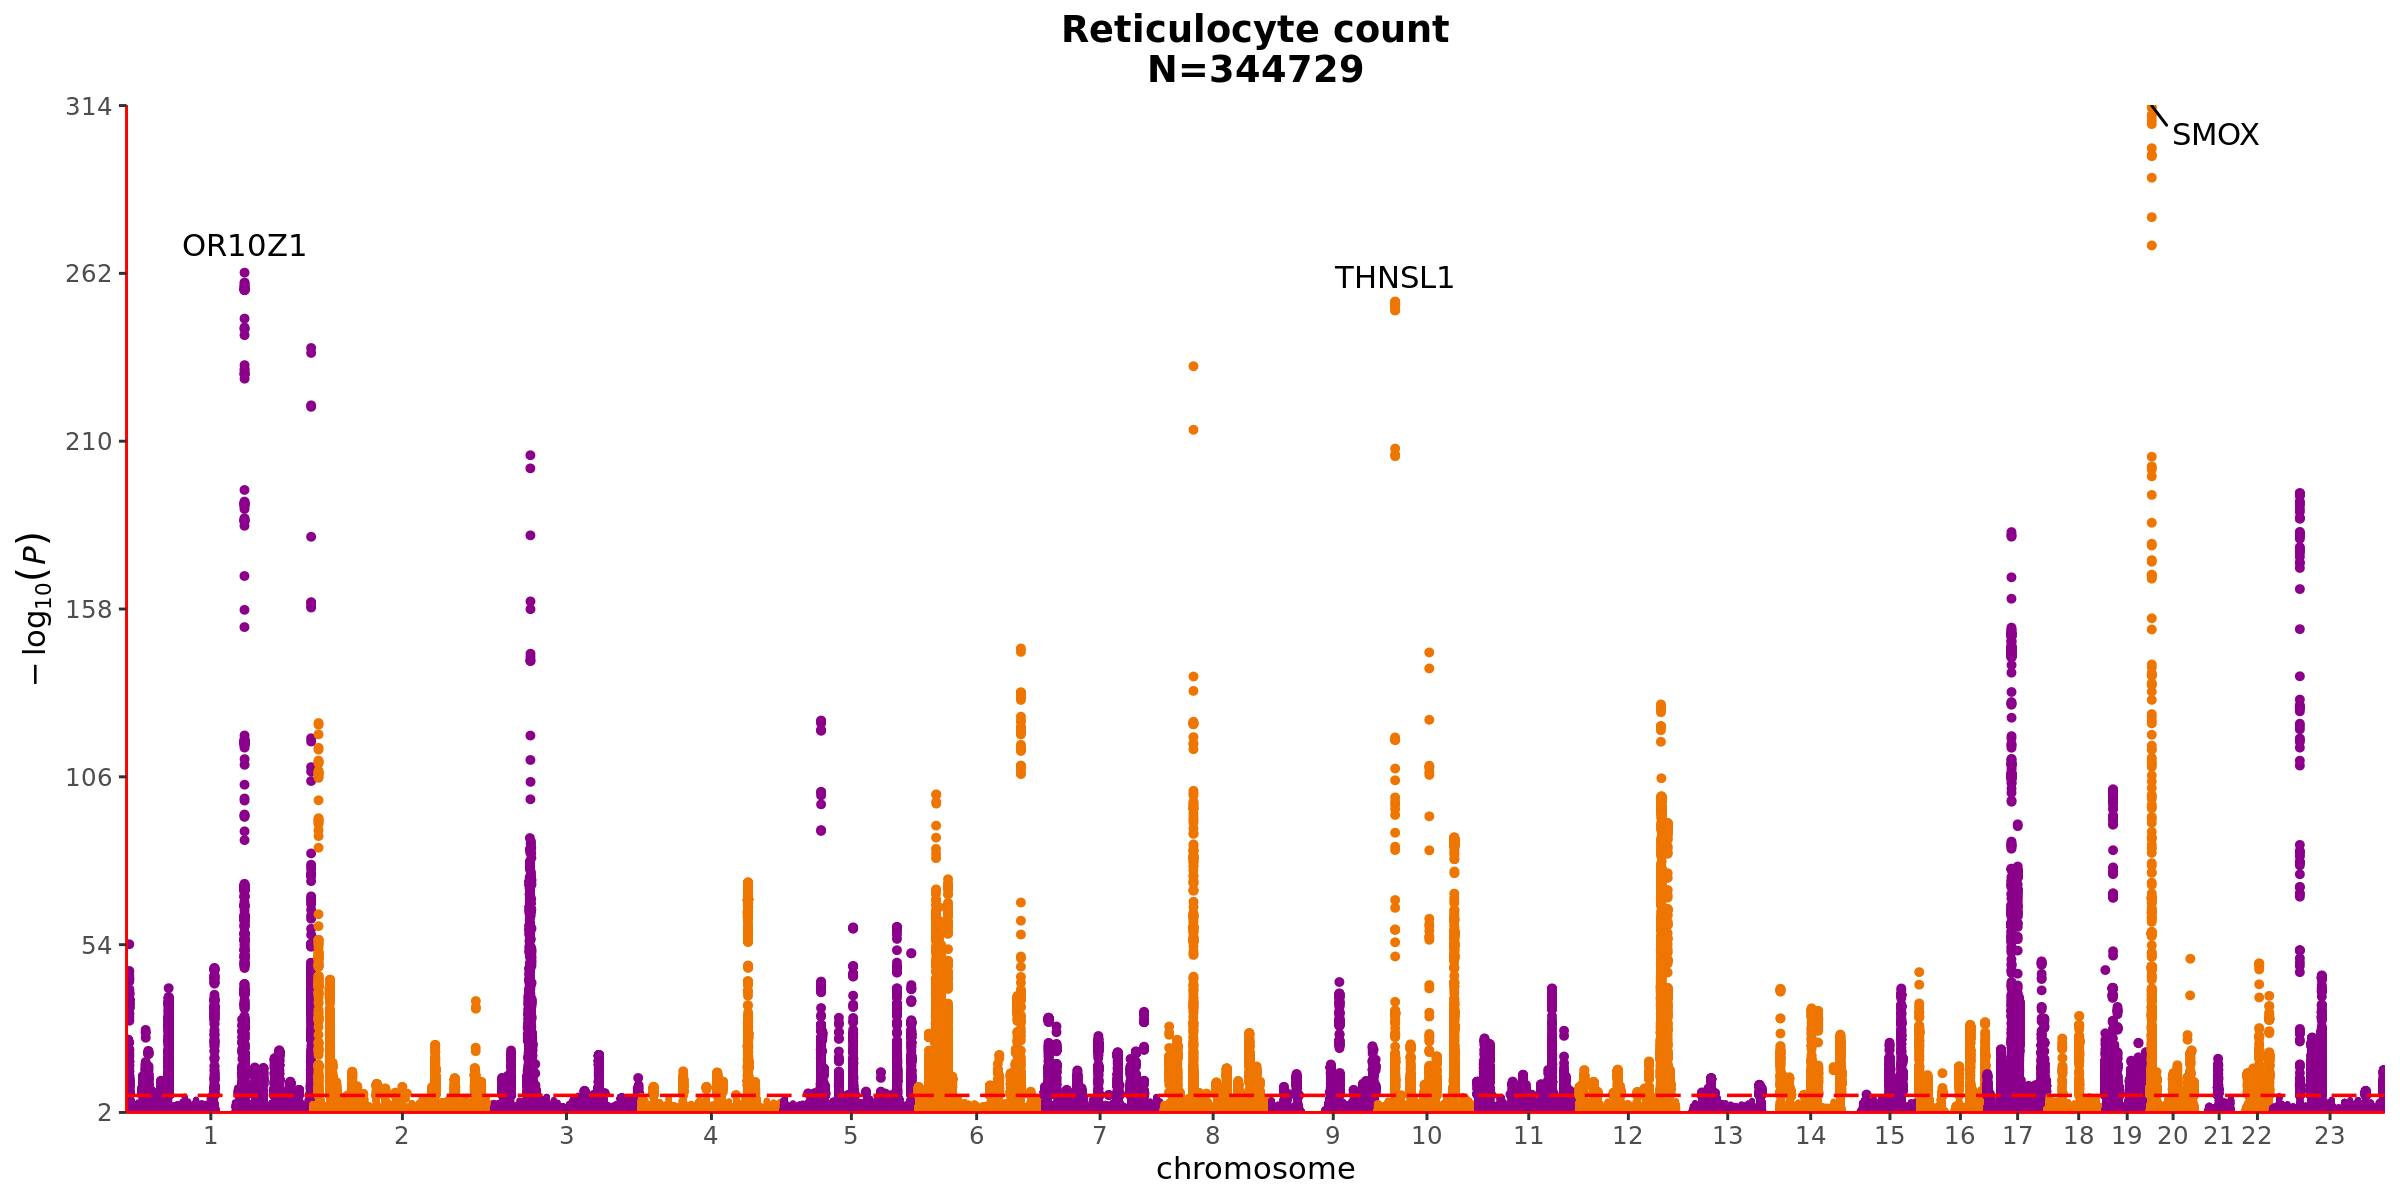 Reticulocyte count
N=344729
314
262
210
158
106
54
2
−log10(P)
OR10Z1
THNSL1
SMOX
1 2 3 4 5 6 7 8 9 10 11 12 13 14 15 16 17 18 19 20 21 22 23
chromosome